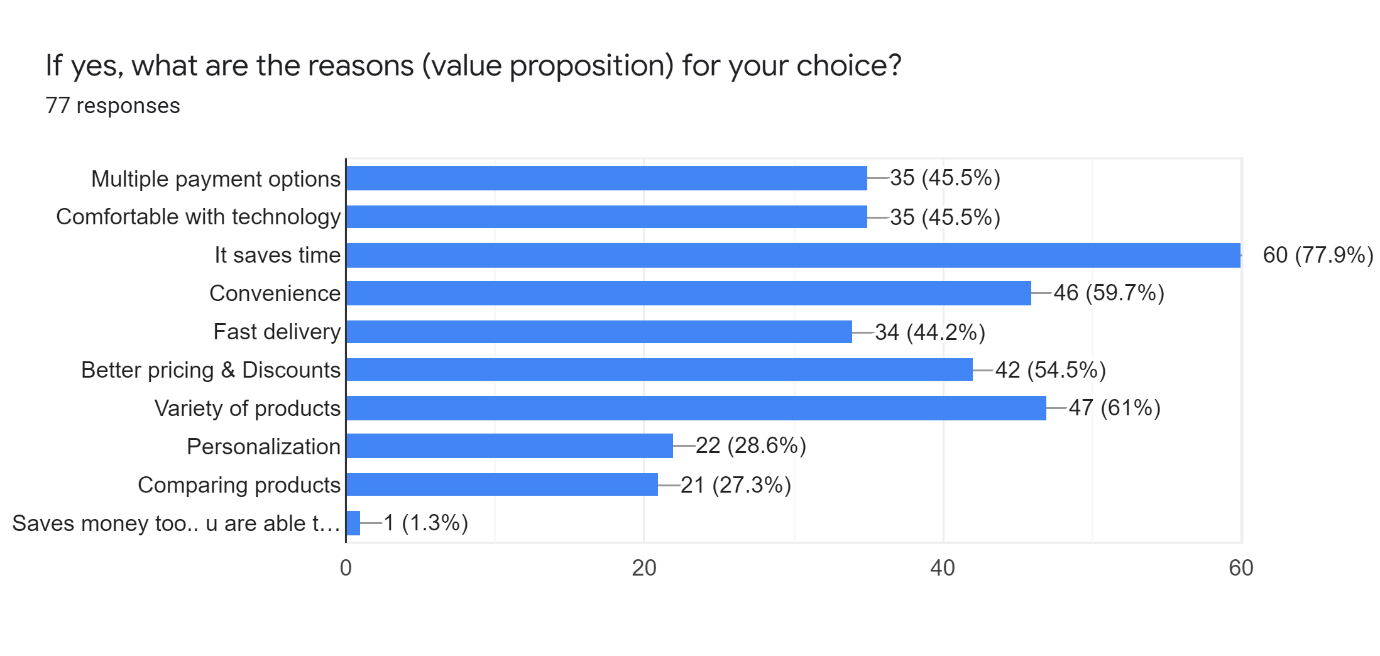 If yes, what are the reasons (value proposition) for your choice?
77 responses
Multiple payment options 35 (45.5%)
Comfortable with technology 35 (45.5%)
It saves time 60 (77.9%)
Convenience 46 (59.7%)
Fast delivery 34 (44.2%)
Better pricing & Discounts 42 (54.5%)
Variety of products 47 (61%)
Personalization 22 (28.6%)
Comparing products 21 (27.3%)
Saves money too.. u are able t… 1 (1.3%)
0 20 40 60